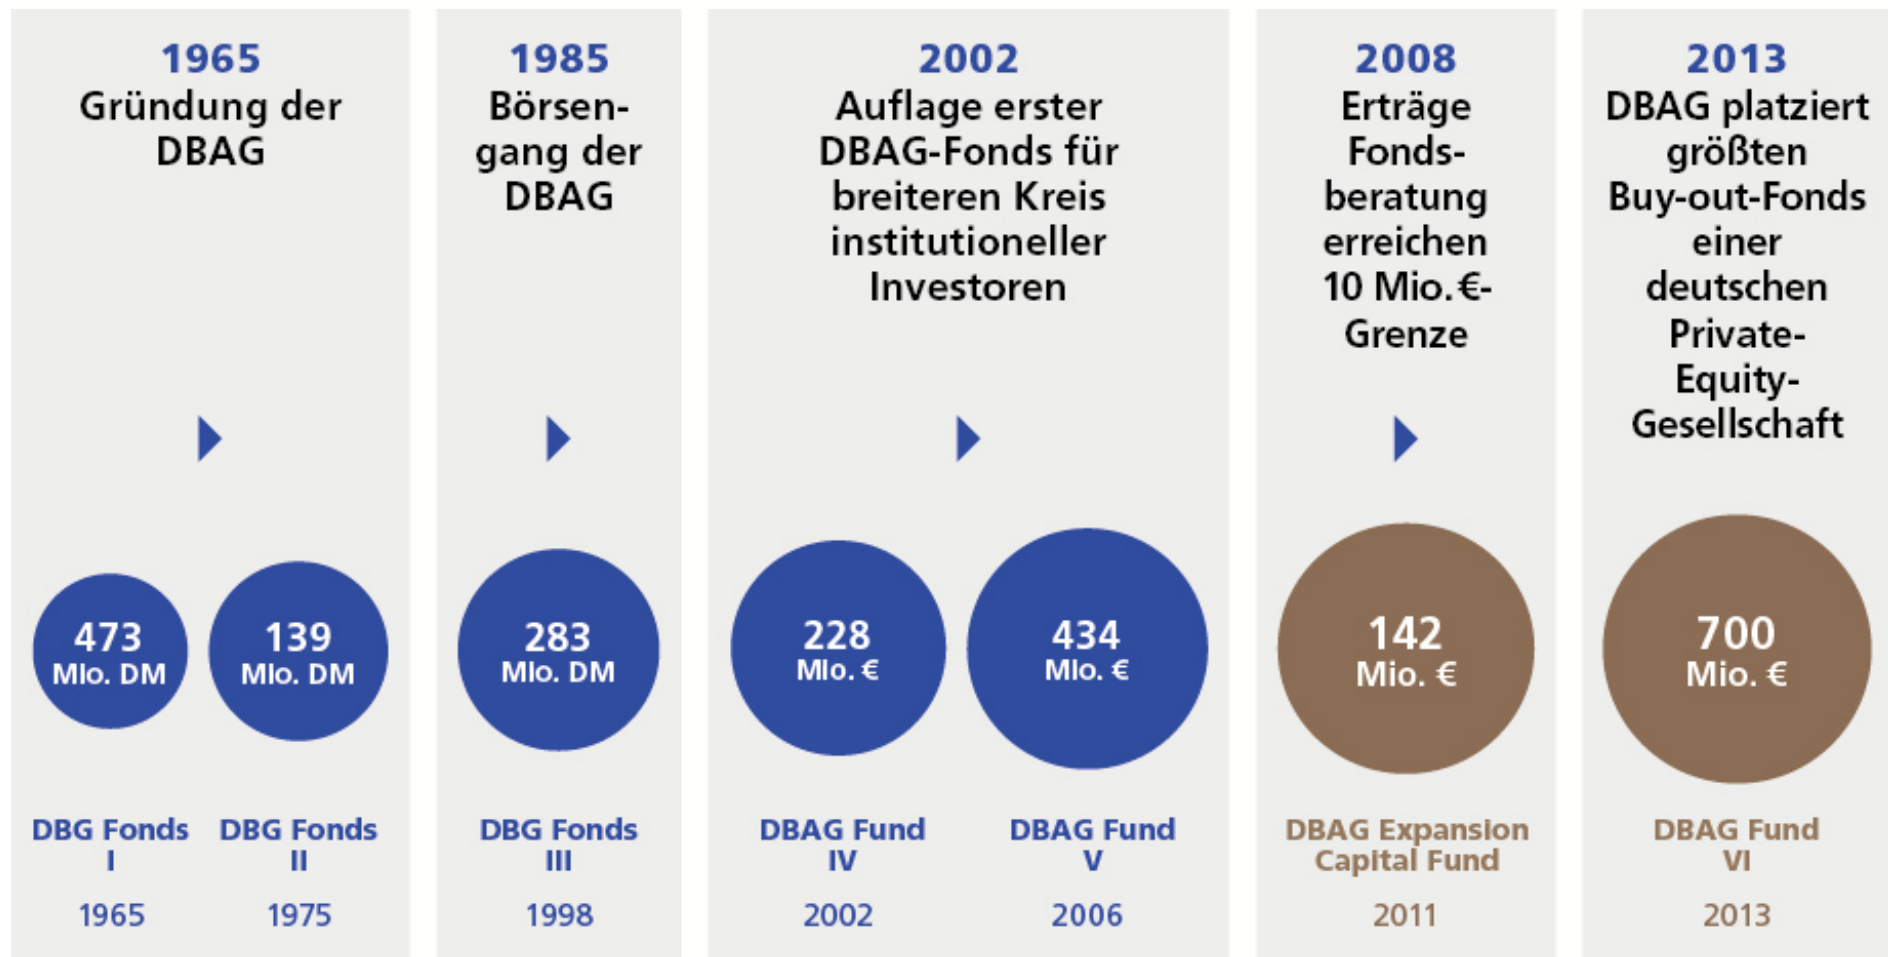 1965
Gründung der
DBAG
1985
Börsen-
gang der
DBAG
2002
Auflage erster
DBAG-Fonds für
breiteren Kreis
institutioneller
Investoren
2008
Erträge
Fonds-
beratung
erreichen
10 Mio. €-
Grenze
2013
DBAG platziert
größten
Buy-out-Fonds
einer
deutschen
Private-
Equity-
Gesellschaft
473
Mio. DM
139
Mio. DM
283
Mio. DM
228
Mio. €
434
Mio. €
142
Mio. €
700
Mio. €
DBG Fonds
I
1965
DBG Fonds
II
1975
DBG Fonds
III
1998
DBAG Fund
IV
2002
DBAG Fund
V
2006
DBAG Expansion
Capital Fund
2011
DBAG Fund
VI
2013